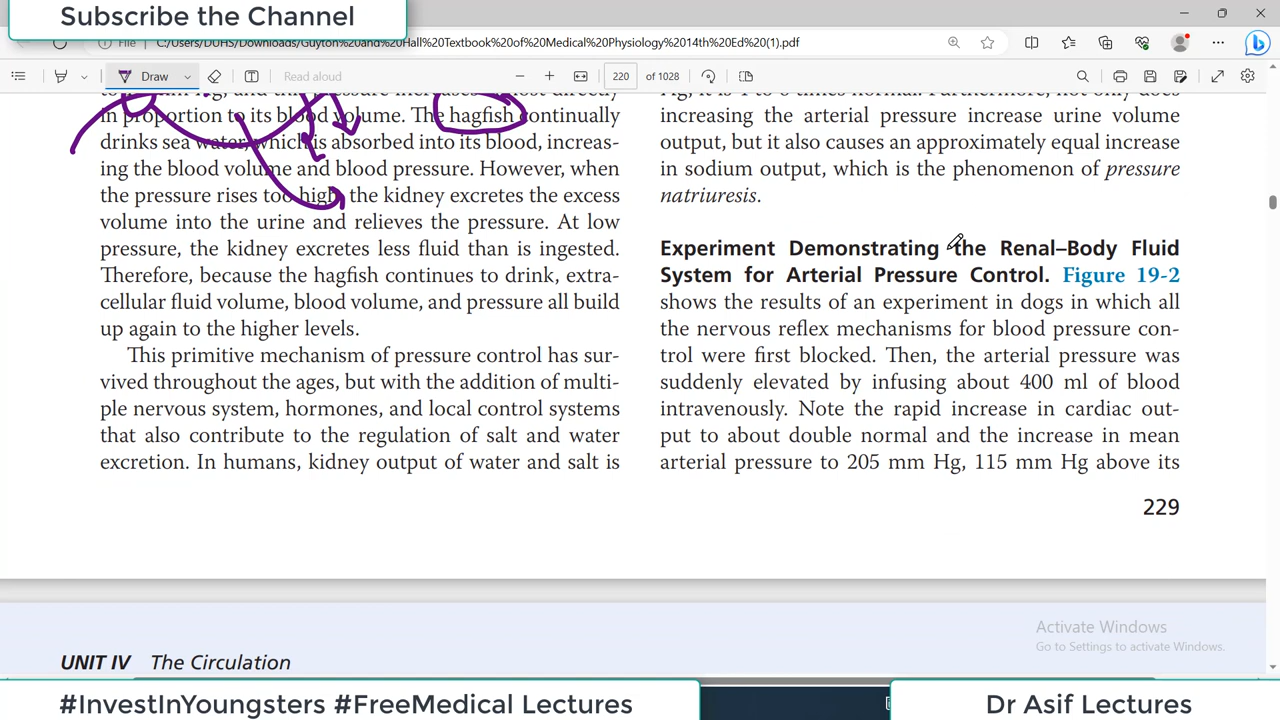 Subscribe the Channel
File
C:/Users/DUHS/Downloads/Guyton%20and%20Hall%20Textbook%20of%20Medical%20Physiology%2014th%20Ed%20(1).pdf
Draw
Read aloud
220 of 1028
in proportion to its blood volume. The hagfish continually
drinks sea water, which is absorbed into its blood, increas-
ing the blood volume and blood pressure. However, when
the pressure rises too high, the kidney excretes the excess
volume into the urine and relieves the pressure. At low
pressure, the kidney excretes less fluid than is ingested.
Therefore, because the hagfish continues to drink, extra-
cellular fluid volume, blood volume, and pressure all build
up again to the higher levels.
This primitive mechanism of pressure control has sur-
vived throughout the ages, but with the addition of multi-
ple nervous system, hormones, and local control systems
that also contribute to the regulation of salt and water
excretion. In humans, kidney output of water and salt is
increasing the arterial pressure increase urine volume
output, but it also causes an approximately equal increase
in sodium output, which is the phenomenon of pressure
natriuresis.
Experiment Demonstrating the Renal–Body Fluid
System for Arterial Pressure Control. Figure 19-2
shows the results of an experiment in dogs in which all
the nervous reflex mechanisms for blood pressure con-
trol were first blocked. Then, the arterial pressure was
suddenly elevated by infusing about 400 ml of blood
intravenously. Note the rapid increase in cardiac out-
put to about double normal and the increase in mean
arterial pressure to 205 mm Hg, 115 mm Hg above its
229
Activate Windows
Go to Settings to activate Windows.
UNIT IV The Circulation
#InvestInYoungsters #FreeMedical Lectures
Dr Asif Lectures